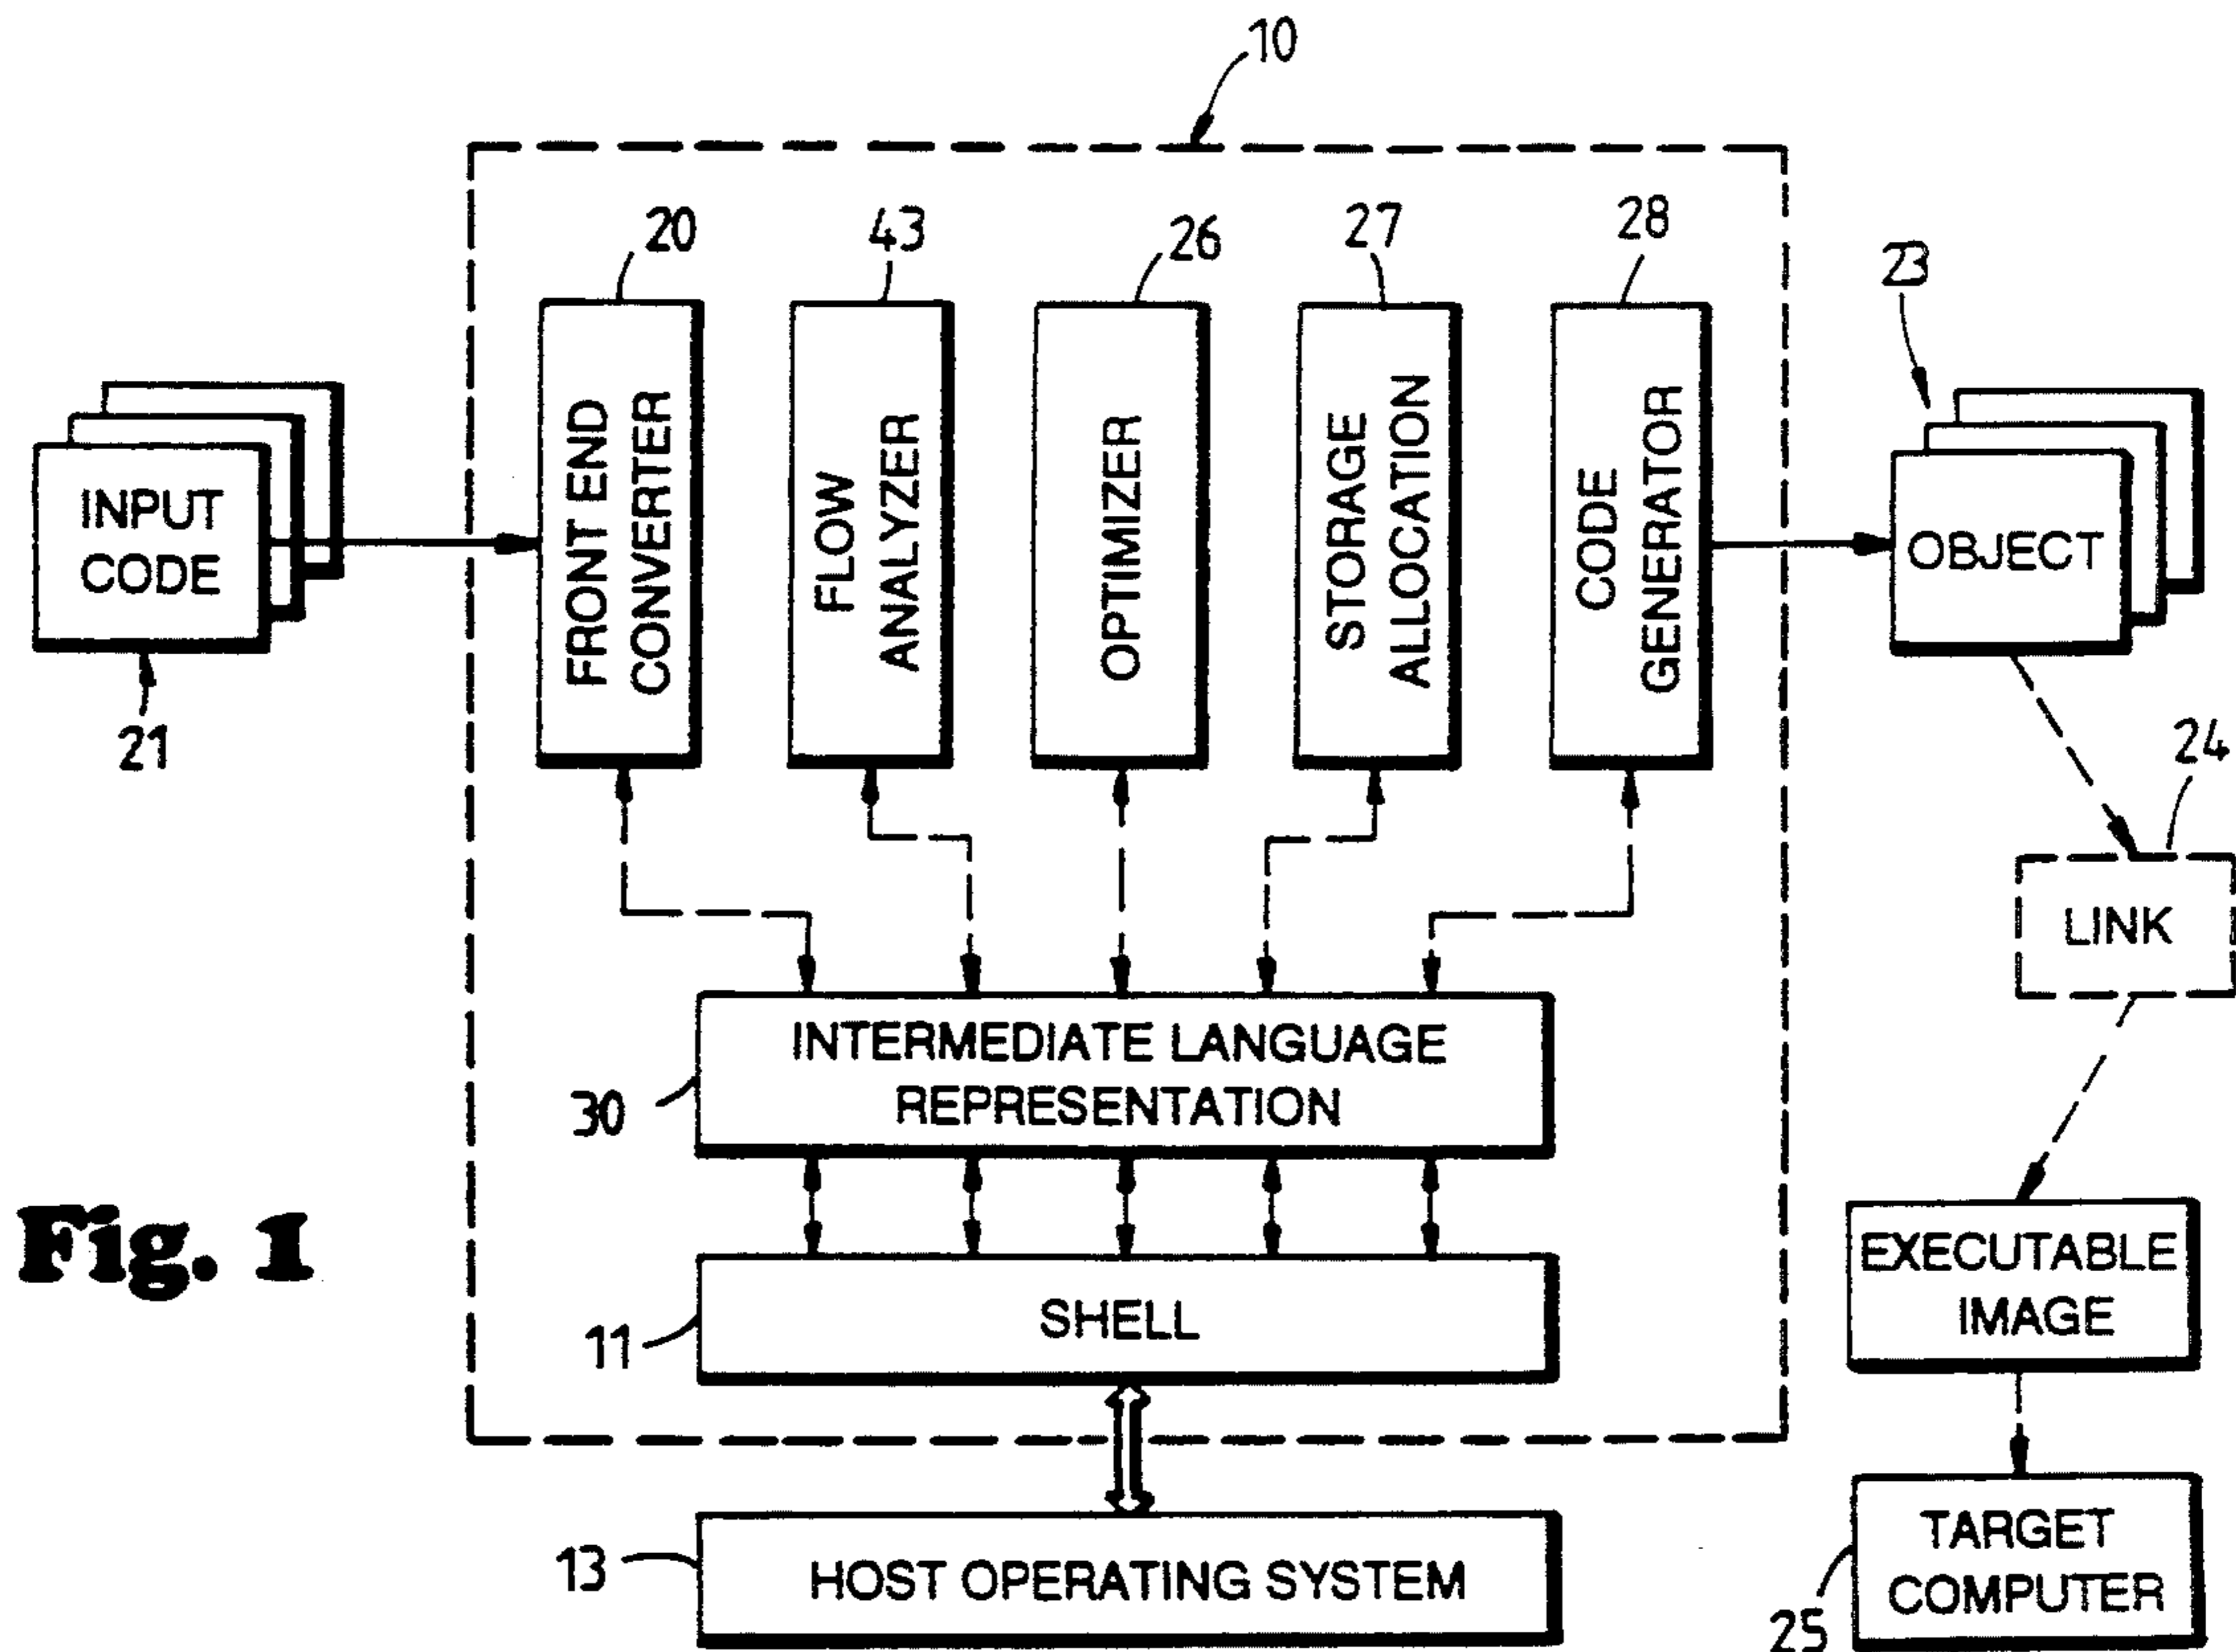 10
20
43
26
27
28
23
INPUT
CODE
21
FRONT END
CONVERTER
FLOW
ANALYZER
OPTIMIZER
STORAGE
ALLOCATION
CODE
GENERATOR
OBJECT
24
LINK
INTERMEDIATE LANGUAGE
REPRESENTATION
30
SHELL
11
EXECUTABLE
IMAGE
HOST OPERATING SYSTEM
13
TARGET
COMPUTER
25
Fig. 1